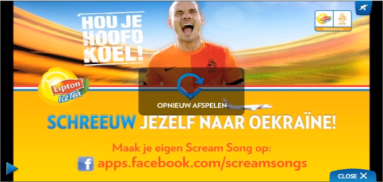 HOU JE
HOOFD
KOEL!
Lipton
Ice Tea
OPNIEUW AFSPELEN
SCHREEUW JEZELF NAAR OEKRAÏNE!
Maak je eigen Scream Song op:
apps.facebook.com/screamsongs
CLOSE X